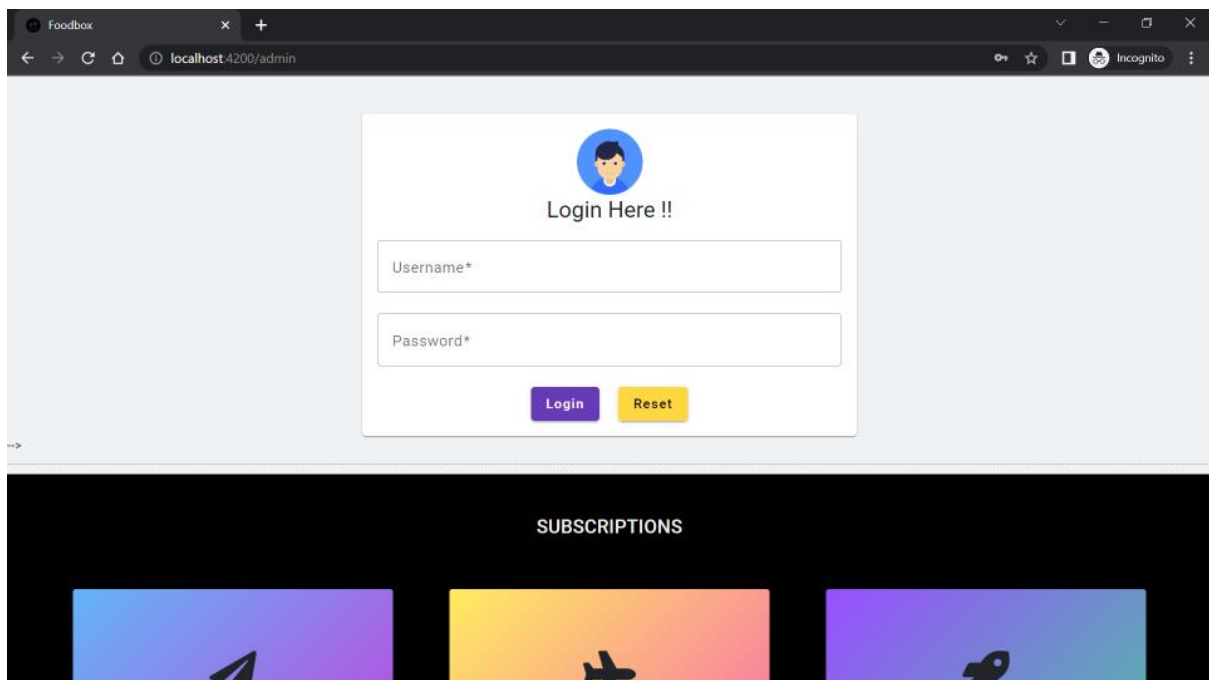 Foodbox
localhost:4200/admin
Incognito
Login Here !!
Username*
Password*
Login Reset
-->
SUBSCRIPTIONS